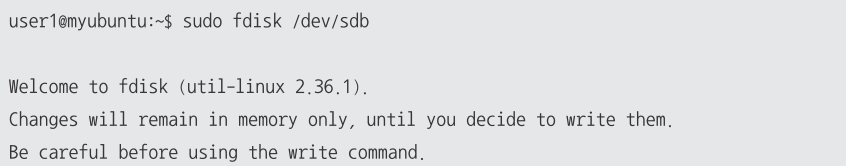 user1@myubuntu:~$ sudo fdisk /dev/sdb
Welcome to fdisk (util-linux 2.36.1).
Changes will remain in memory only, until you decide to write them.
Be careful before using the write command.